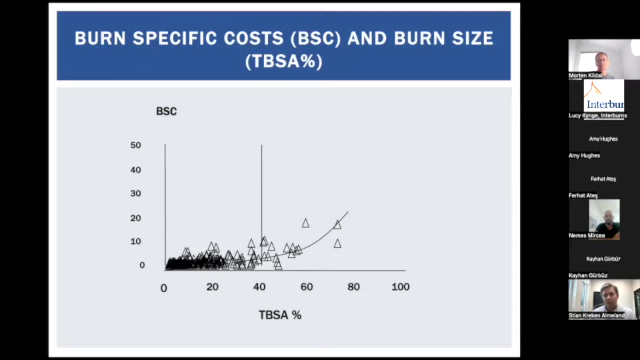 BURN SPECIFIC COSTS (BSC) AND BURN SIZE
(TBSA%)
BSC
50
40
30
20
10
0
0
20
40
60
80
100
TBSA %
Morten Kildal
Interbur
Lucy Kynge, Interburns
Amy Hughes
Amy Hughes
Ferhat Ateş
Ferhat Ateş
Nemes Mircea
Kayhan Gürbüz
Kayhan Gürbüz
Stian Kreken Almeland